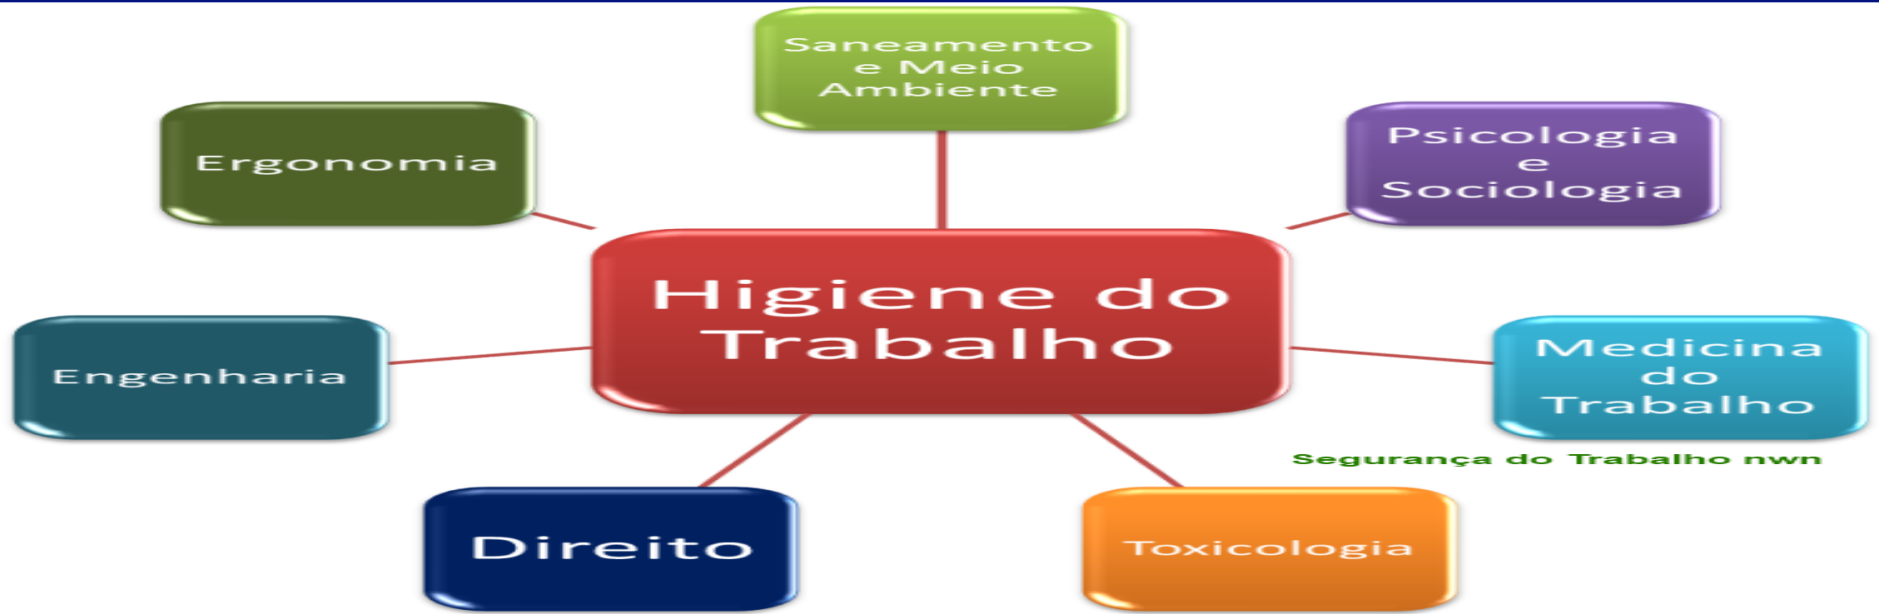 Saneamento
e Meio
Ambiente
Ergonomia
Psicologia
e
Sociologia
Higiene do
Trabalho
Engenharia
Medicina
do
Trabalho
Segurança do Trabalho nwn
Direito
Toxicologia